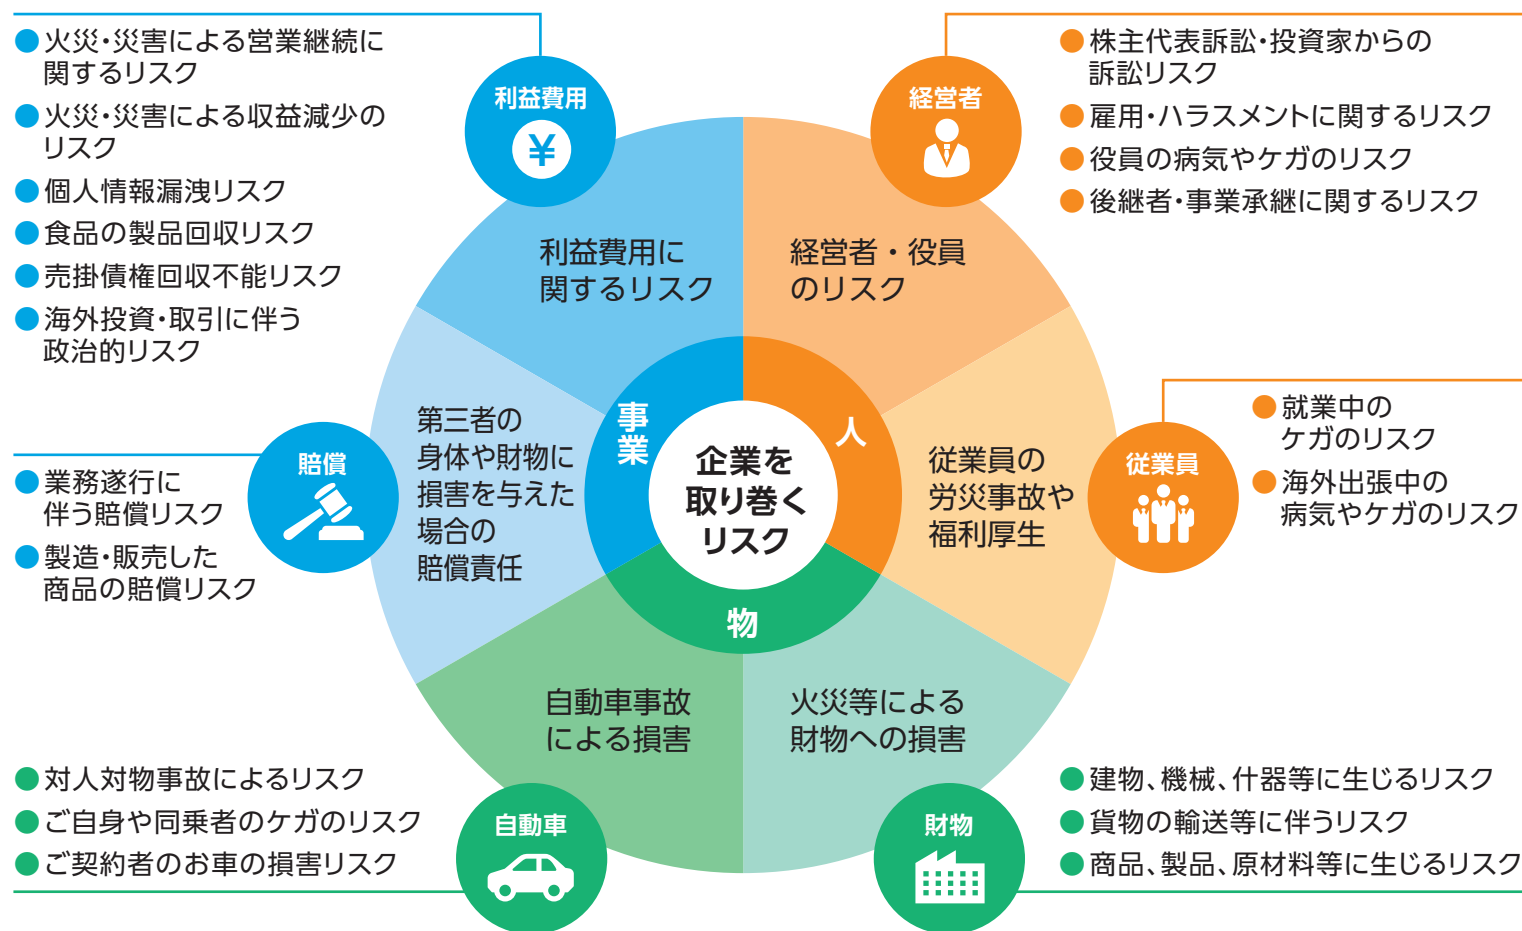 ●火災・災害による営業継続に
関するリスク
●火災・災害による収益減少の
リスク
●個人情報漏洩リスク
●食品の製品回収リスク
●売掛債権回収不能リスク
●海外投資・取引に伴う
政治的リスク
利益費用
¥
経営者
●株主代表訴訟・投資家からの
訴訟リスク
●雇用・ハラスメントに関するリスク
●役員の病気やケガのリスク
●後継者・事業承継に関するリスク
利益費用に
関するリスク
経営者・役員
のリスク
●業務遂行に
伴う賠償リスク
●製造・販売した
商品の賠償リスク
賠償
第三者の
身体や財物に
損害を与えた
場合の
賠償責任
事業
企業を
取り巻く
リスク
人
従業員の
労災事故や
福利厚生
従業員
●就業中の
ケガのリスク
●海外出張中の
病気やケガのリスク
物
自動車事故
による損害
火災等による
財物への損害
●対人対物事故によるリスク
●ご自身や同乗者のケガのリスク
●ご契約者のお車の損害リスク
自動車
財物
●建物、機械、什器等に生じるリスク
●貨物の輸送等に伴うリスク
●商品、製品、原材料等に生じるリスク